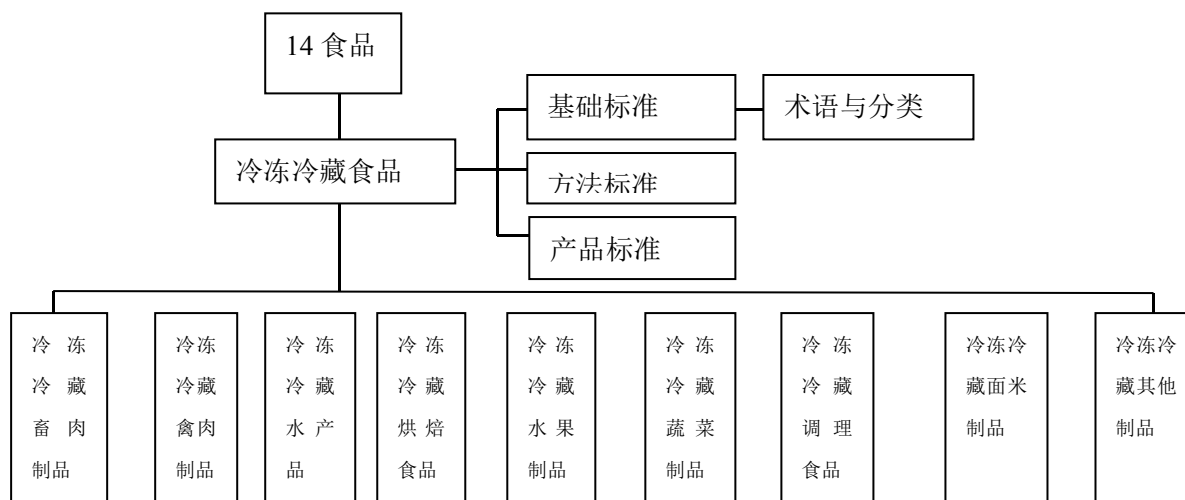 14 食品
基础标准
术语与分类
冷冻冷藏食品
方法标准
产品标准
冷冻
冷藏
畜肉
制品
冷冻
冷藏
禽肉
制品
冷冻
冷藏
水产
品
冷冻
冷藏
烘焙
食品
冷冻
冷藏
水果
制品
冷冻
冷藏
蔬菜
制品
冷冻
冷藏
调理
食品
冷冻冷
藏面米
制品
冷冻冷
藏其他
制品